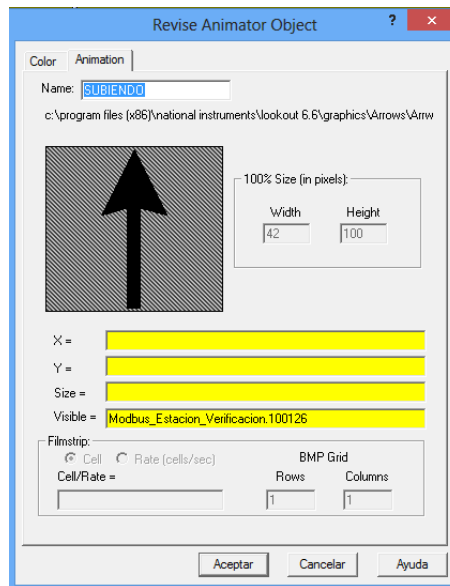 Revise Animator Object
? ×
Color Animation
Name: SUBIENDO
c:\program files (x86)\national instruments\lookout 6.6\graphics\Arrows\Arrw
100% Size (in pixels):
Width Height
42 100
X =
Y =
Size =
Visible = Modbus_Estacion_Verificacion.100126
Filmstrip:
Cell Rate (cells/sec) BMP Grid
Cell/Rate = Rows Columns
1 1
Aceptar Cancelar Ayuda